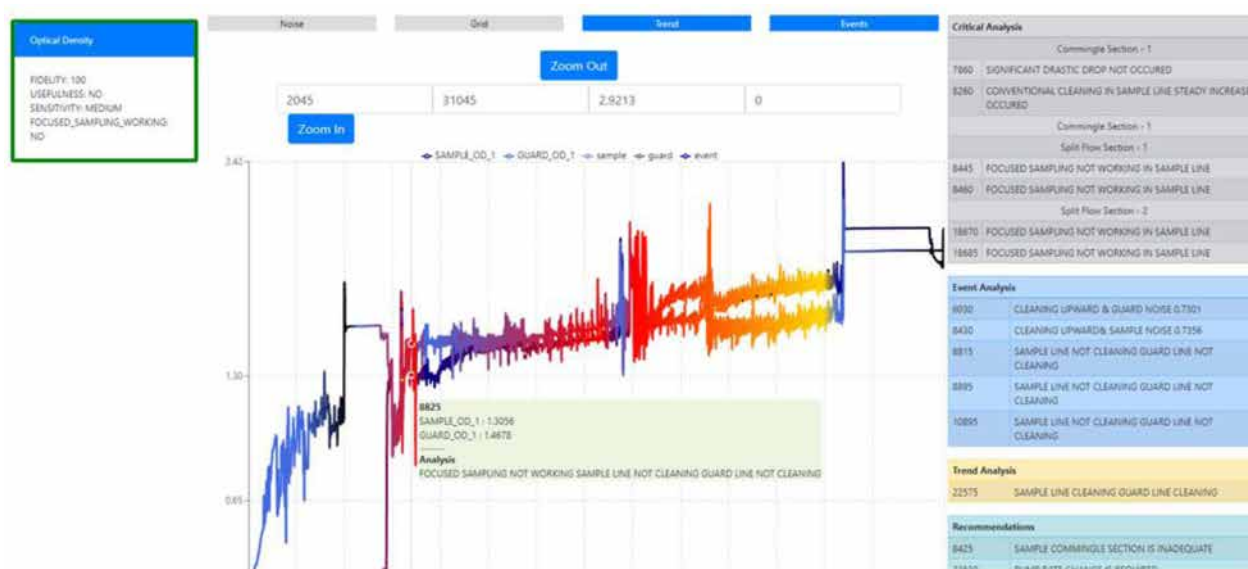 Noise
Grid
Trend
Events
Optical Density
FIDELITY: 100
USEFULNESS: NO
SENSITIVITY: MEDIUM
FOCUSED_SAMPLING_WORKING:
NO
Zoom Out
2045
31045
2.9213
0
Zoom In
SAMPLE_OD_1
GUARD_OD_1
sample
guard
event
2.42
1.30
0.65
8825
SAMPLE_OD_1 : 1.3056
GUARD_OD_1 : 1.4678
Analysis
FOCUSED SAMPLING NOT WORKING SAMPLE LINE NOT CLEANING GUARD LINE NOT CLEANING
Critical Analysis
Commingle Section - 1
7860 SIGNIFICANT DRASTIC DROP NOT OCCURED
8260 CONVENTIONAL CLEANING IN SAMPLE LINE STEADY INCREASE
OCCURED
Commingle Section - 1
Split Flow Section - 1
8445 FOCUSED SAMPLING NOT WORKING IN SAMPLE LINE
8460 FOCUSED SAMPLING NOT WORKING IN SAMPLE LINE
Split Flow Section - 2
18670 FOCUSED SAMPLING NOT WORKING IN SAMPLE LINE
18685 FOCUSED SAMPLING NOT WORKING IN SAMPLE LINE
Event Analysis
6030 CLEANING UPWARD & GUARD NOISE 0.7301
8430 CLEANING UPWARD& SAMPLE NOISE 0.7356
8815 SAMPLE LINE NOT CLEANING GUARD LINE NOT
CLEANING
8895 SAMPLE LINE NOT CLEANING GUARD LINE NOT
CLEANING
10895 SAMPLE LINE NOT CLEANING GUARD LINE NOT
CLEANING
Trend Analysis
22575 SAMPLE LINE CLEANING GUARD LINE CLEANING
Recommendations
8425 SAMPLE COMMINGLE SECTION IS INADEQUATE